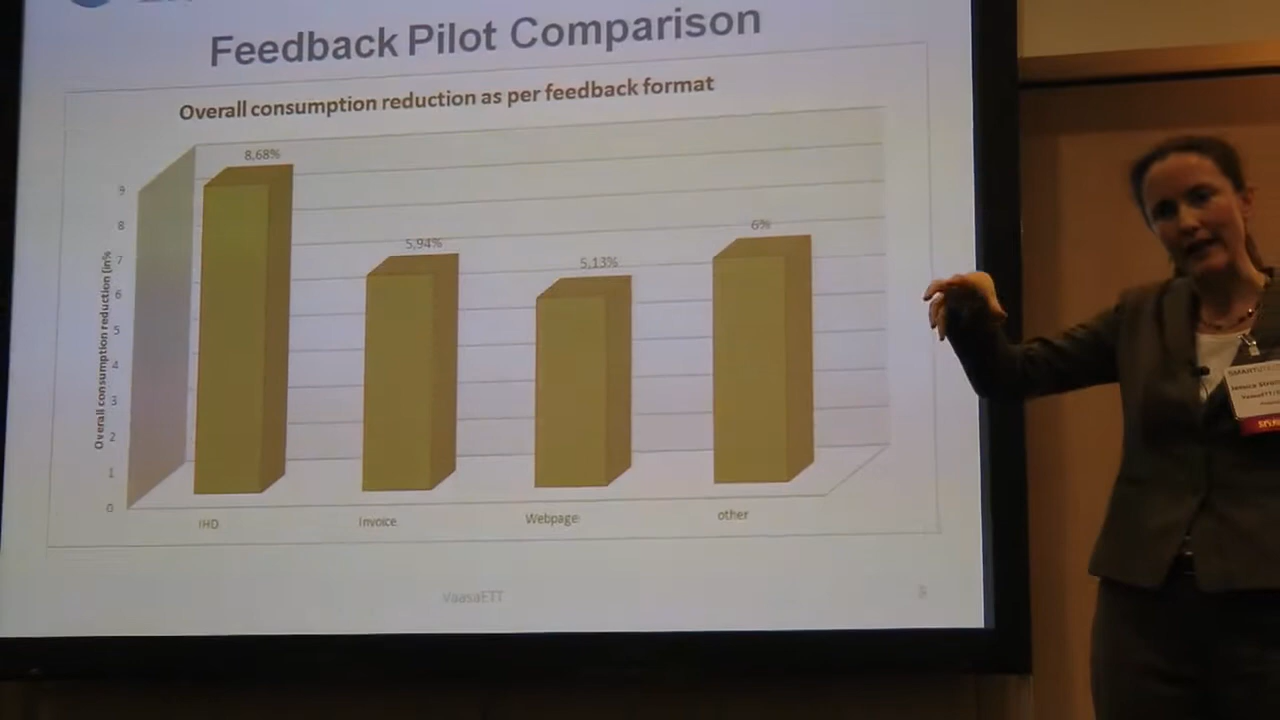 Feedback Pilot Comparison
Overall consumption reduction as per feedback format
Overall consumption reduction (in%
9
8
7
6
5
4
3
2
1
0
8,68%
5,94%
5,13%
6%
IHD
Invoice
Webpage
other
VaasaETT